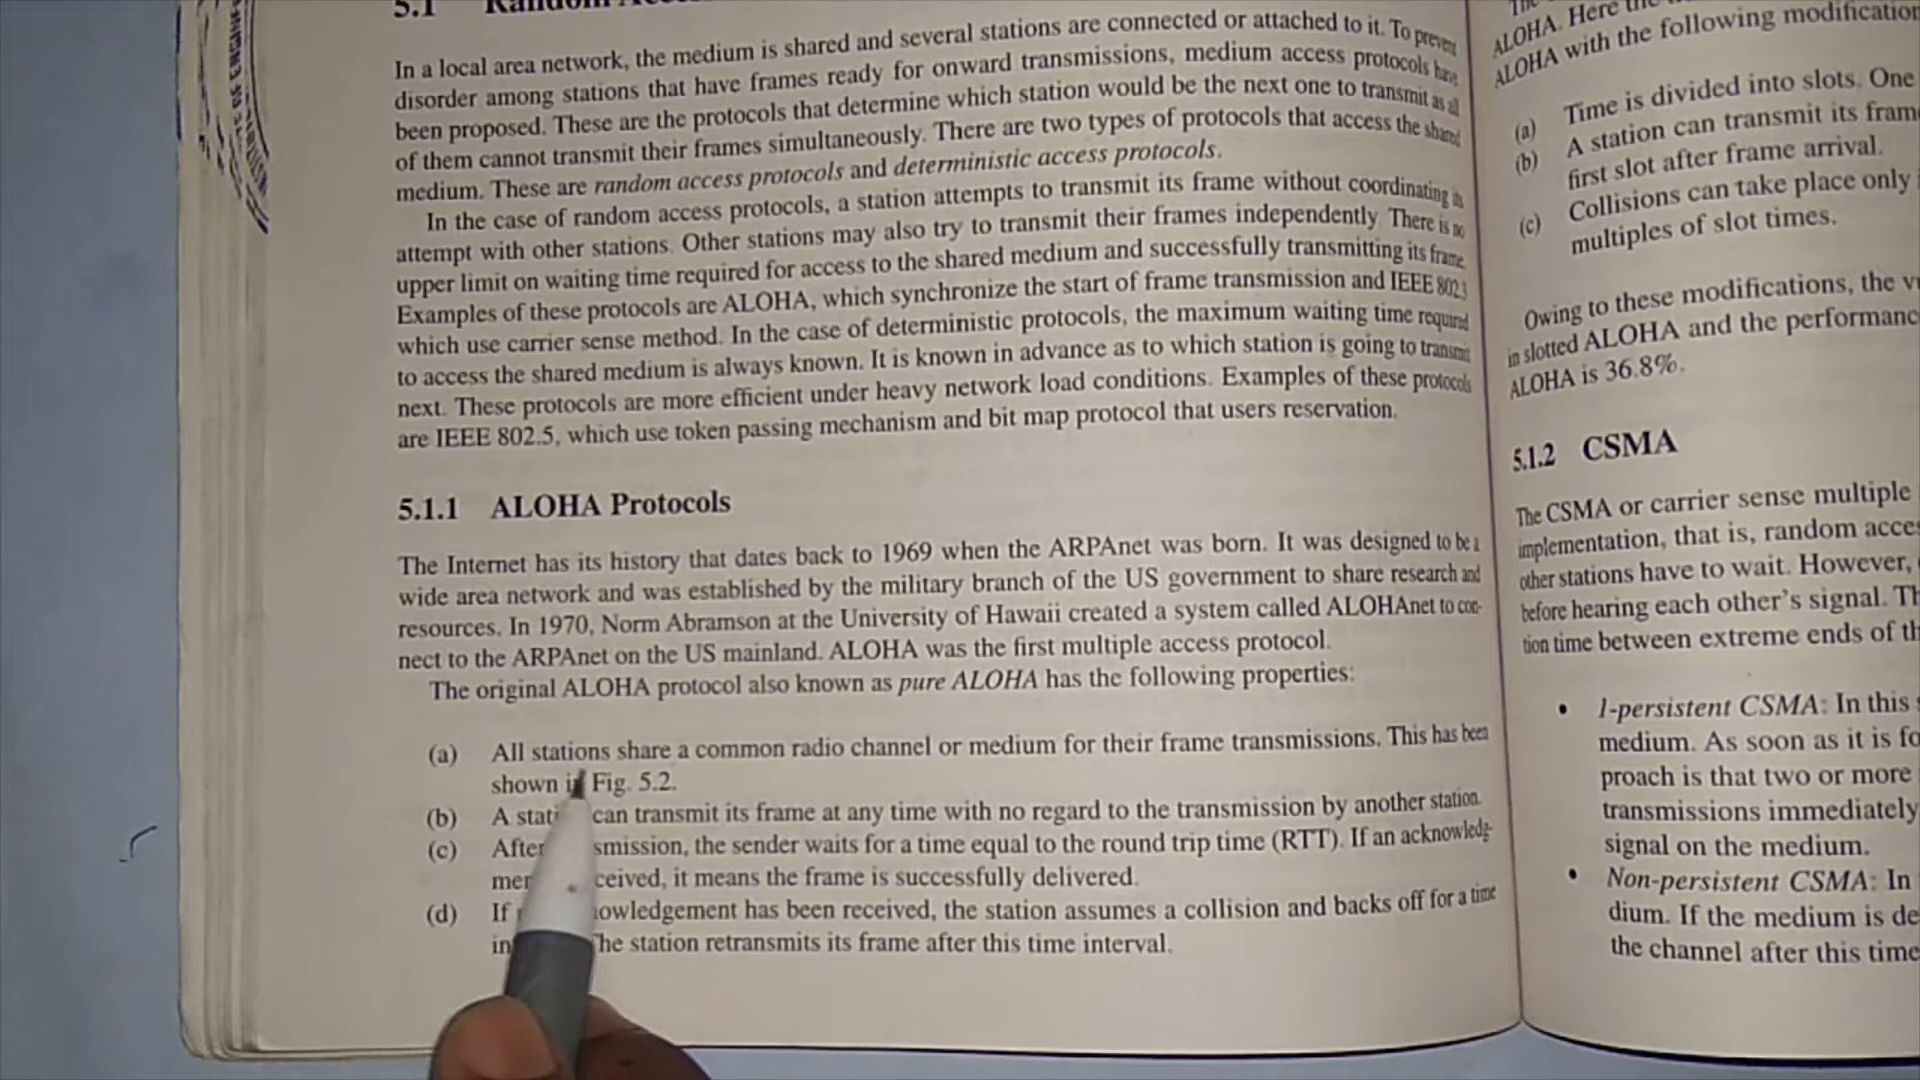 5.1 Random
In a local area network, the medium is shared and several stations are connected or attached to it. To prevent
disorder among stations that have frames ready for onward transmissions, medium access protocols have
been proposed. These are the protocols that determine which station would be the next one to transmit as all
of them cannot transmit their frames simultaneously. There are two types of protocols that access the shared
medium. These are random access protocols and deterministic access protocols.
In the case of random access protocols, a station attempts to transmit its frame without coordinating its
attempt with other stations. Other stations may also try to transmit their frames independently. There is no
upper limit on waiting time required for access to the shared medium and successfully transmitting its frame.
Examples of these protocols are ALOHA, which synchronize the start of frame transmission and IEEE 802.3
which use carrier sense method. In the case of deterministic protocols, the maximum waiting time required
to access the shared medium is always known. It is known in advance as to which station is going to transmit
next. These protocols are more efficient under heavy network load conditions. Examples of these protocols
are IEEE 802.5, which use token passing mechanism and bit map protocol that users reservation.
5.1.1 ALOHA Protocols
The Internet has its history that dates back to 1969 when the ARPAnet was born. It was designed to be a
wide area network and was established by the military branch of the US government to share research and
resources. In 1970, Norm Abramson at the University of Hawaii created a system called ALOHAnet to con-
nect to the ARPAnet on the US mainland. ALOHA was the first multiple access protocol.
The original ALOHA protocol also known as pure ALOHA has the following properties:
(a) All stations share a common radio channel or medium for their frame transmissions. This has been
shown Fig. 5.2.
(b) A can transmit its frame at any time with no regard to the transmission by another station.
(c) After smission, the sender waits for a time equal to the round trip time (RTT). If an acknowledg-
ceived, it means the frame is successfully delivered.
(d) If owledgement has been received, the station assumes a collision and backs off for a time
in he station retransmits its frame after this time interval.
ALOHA. Here
ALOHA with the following modification
(a) Time is divided into slots. One
(b) A station can transmit its frame
first slot after frame arrival.
(c) Collisions can take place only
multiples of slot times.
Owing to these modifications, the
in slotted ALOHA and the performanc
ALOHA is 36.8%.
5.1.2 CSMA
The CSMA or carrier sense multiple
implementation, that is, random acces
other stations have to wait. However,
before hearing each other's signal. Th
tion time between extreme ends of th
• 1-persistent CSMA: In this
medium. As soon as it is fo
proach is that two or more
transmissions immediately
signal on the medium.
• Non-persistent CSMA: In
dium. If the medium is de
the channel after this time